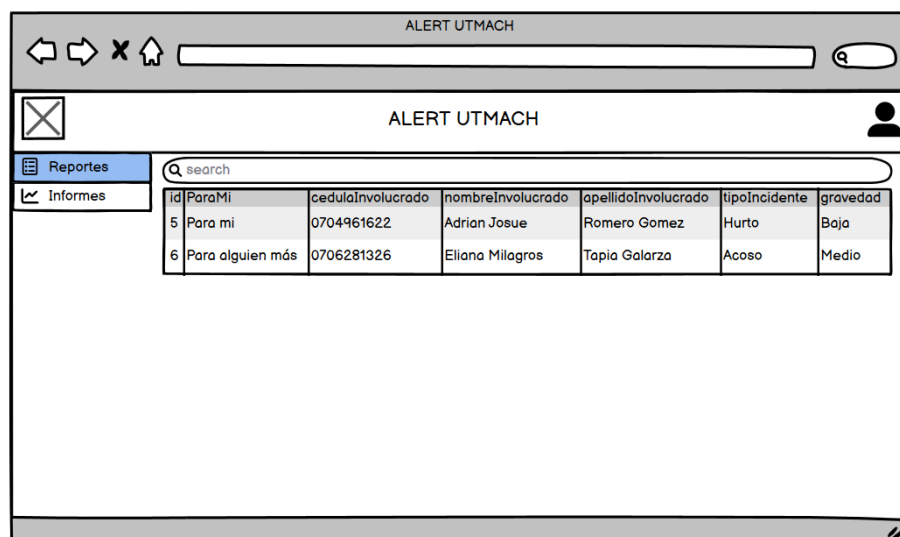 ALERT UTMACH
ALERT UTMACH
Reportes
Informes
search
id ParaMi cedulaInvolucrado nombreInvolucrado apellidoInvolucrado tipoIncidente gravedad
5 Para mi 0704961622 Adrian Josue Romero Gomez Hurto Baja
6 Para alguien más 0706281326 Eliana Milagros Tapia Galarza Acoso Medio